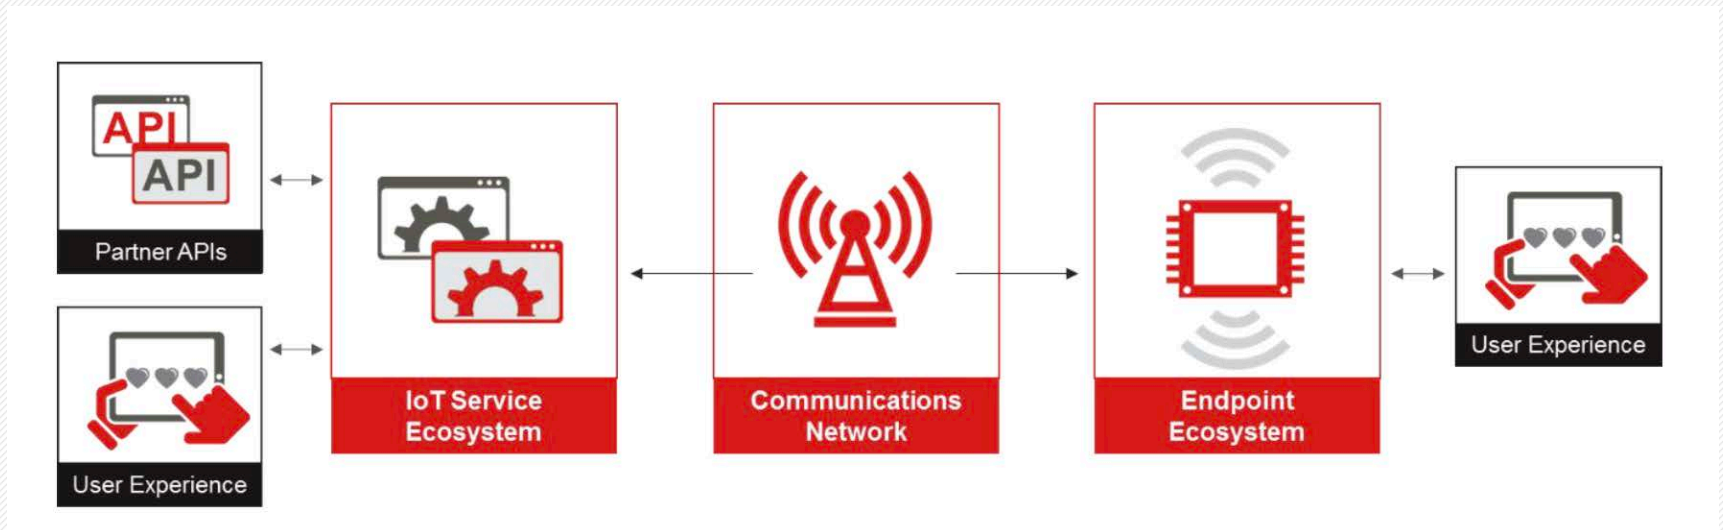 API
API
Partner APIs
User Experience
IoT Service
Ecosystem
Communications
Network
Endpoint
Ecosystem
User Experience